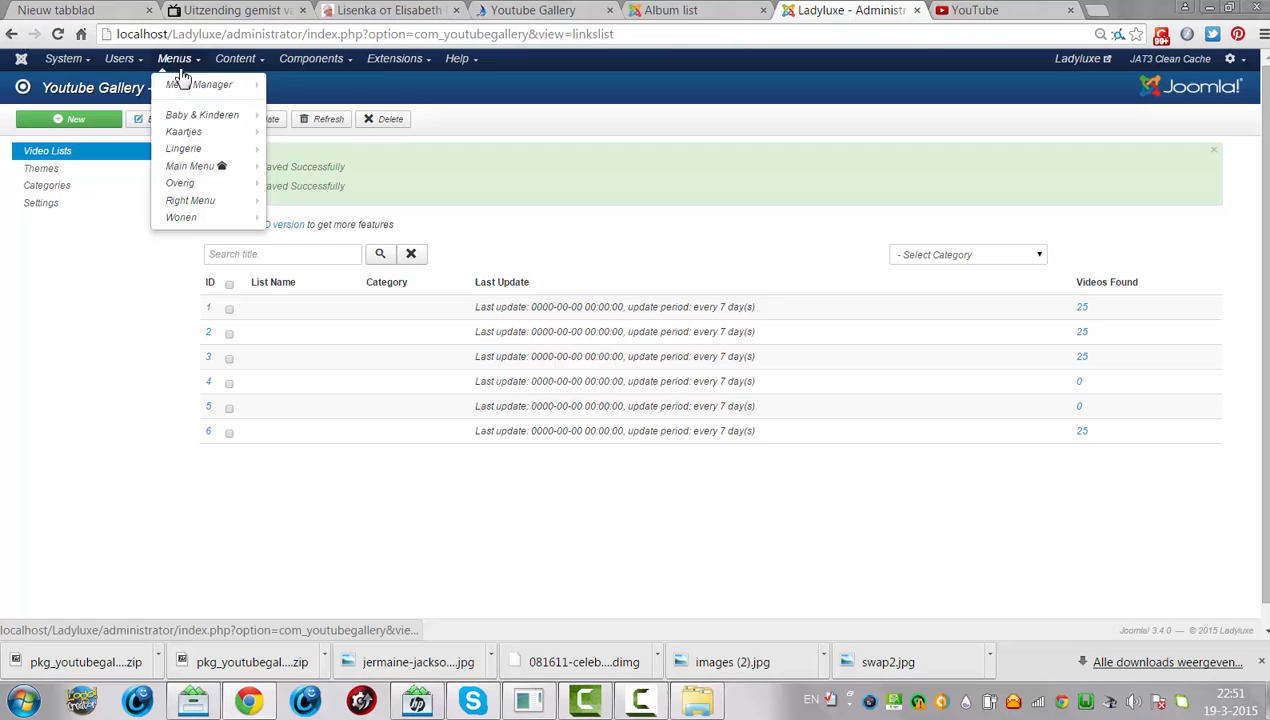 Nieuw tabblad
Uitzending gemist va
Lisenka от Elisabeth
Youtube Gallery
Album list
Ladyluxe - Administr
YouTube
localhost/Ladyluxe/administrator/index.php?option=com_youtubegallery&view=linkslist
99+
System
Users
Menus
Content
Components
Extensions
Help
Ladyluxe
JAT3 Clean Cache
Youtube Gallery -
Manager
Joomla!
New
Refresh
Delete
Baby & Kinderen
Kaartjes
Lingerie
Main Menu
Overig
Right Menu
Wonen
Video Lists
Themes
Categories
Settings
aved Successfully
aved Successfully
version to get more features
Search title.
- Select Category
ID List Name Category Last Update Videos Found
1 Last update: 0000-00-00 00:00:00, update period: every 7 day(s) 25
2 Last update: 0000-00-00 00:00:00, update period: every 7 day(s) 25
3 Last update: 0000-00-00 00:00:00, update period: every 7 day(s) 25
4 Last update: 0000-00-00 00:00:00, update period: every 7 day(s) 0
5 Last update: 0000-00-00 00:00:00, update period: every 7 day(s) 0
6 Last update: 0000-00-00 00:00:00, update period: every 7 day(s) 25
localhost/Ladyluxe/administrator/index.php?option=com_youtubegallery&vie...
Joomla! 3.4.0 — © 2015 Ladyluxe
pkg_youtubegal....zip
pkg_youtubegal....zip
jermaine-jackso....jpg
081611-celeb....dimg
images (2).jpg
swap2.jpg
Alle downloads weergeven...
EN
22:51
19-3-2015